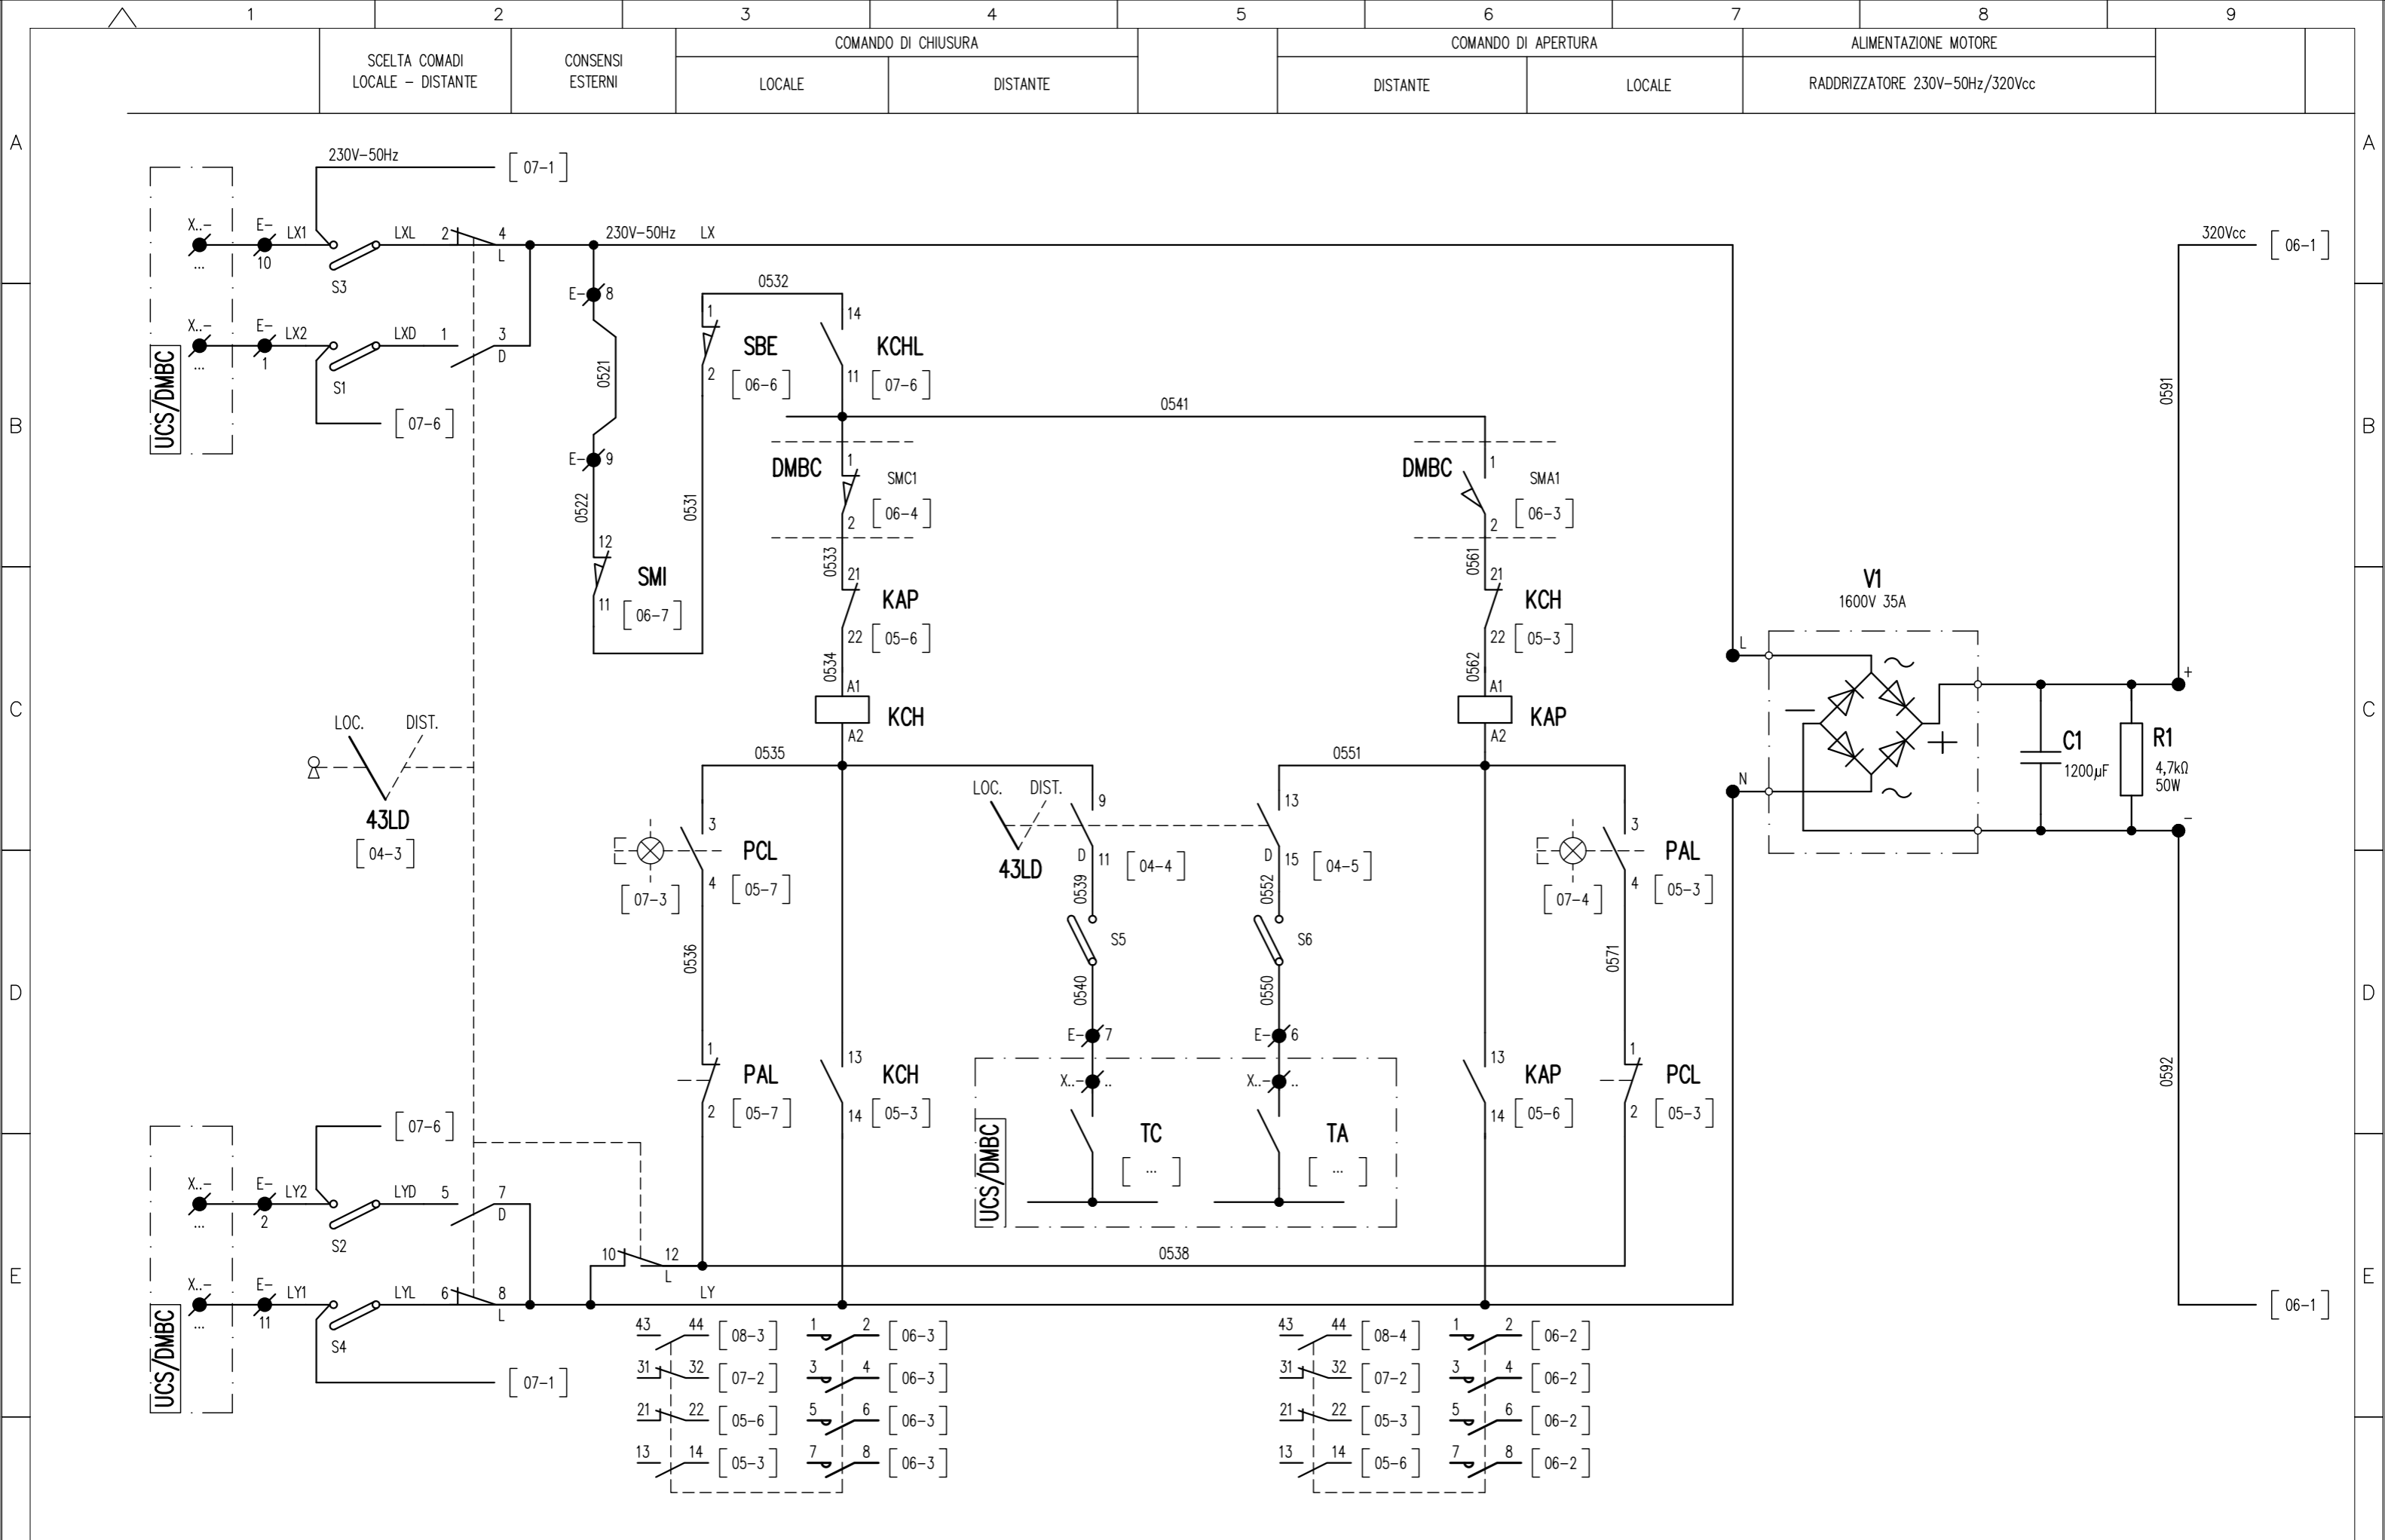 1 2 3 4 5 6 7 8 9
SCELTA COMADI
LOCALE - DISTANTE
CONSENSI
ESTERNI
COMANDO DI CHIUSURA
LOCALE
DISTANTE
COMANDO DI APERTURA
DISTANTE
LOCALE
ALIMENTAZIONE MOTORE
RADDRIZZATORE 230V-50Hz/320Vcc
A A
230V-50Hz [07-1]
X..- E- LX1 LXL 2 4 230V-50Hz LX 320Vcc [06-1]
... 10 L
S3
0532
E- 8
1 14
X..- E- LX2 LXD 1 3 SBE KCHL
... 1 D
S1
2 [06-6] 11 [07-6]
UCS/DMBC
0521
0591
0541
B [07-6] B
E- 9
DMBC 1 SMC1
2 [06-4]
DMBC 1 SMA1
2 [06-3]
0522 0531
12 0533 0561
SMI
11 [06-7]
21 KAP
22 [05-6]
21 KCH
22 [05-3]
V1
1600V 35A
0534 0562
L
A1 KCH A2
A1 KAP A2
+
C C
LOC. DIST.
43LD
[04-3]
0535 0551
C1
1200μF
R1
4,7kΩ
50W
N
-
LOC. DIST. 9 13
43LD
3 PCL
4 [05-7]
[07-3]
D 11 [04-4]
D 15 [04-5]
3 PAL
4 [05-3]
[07-4]
0539 0552
S5 S6
0536 0571
D 0540 0550 D
E- 7 E- 6
1 PAL
2 [05-7]
13 KCH
14 [05-3]
X..- ..
X..- ..
13 KAP
14 [05-6]
1 PCL
2 [05-3]
0592
UCS/DMBC
TC
[...]
TA
[...]
[07-6]
X..- E- LY2 LYD 5 7
... 2 D
S2
10 12 0538
L
E E
X..- E- LY1 LYL 6 8 LY [06-1]
... 11 L
S4
UCS/DMBC
[07-1]
43 44 [08-3] 1 2 [06-3]
31 32 [07-2] 3 4 [06-3]
21 22 [05-6] 5 6 [06-3]
13 14 [05-3] 7 8 [06-3]
43 44 [08-4] 1 2 [06-2]
31 32 [07-2] 3 4 [06-2]
21 22 [05-3] 5 6 [06-2]
13 14 [05-6] 7 8 [06-2]